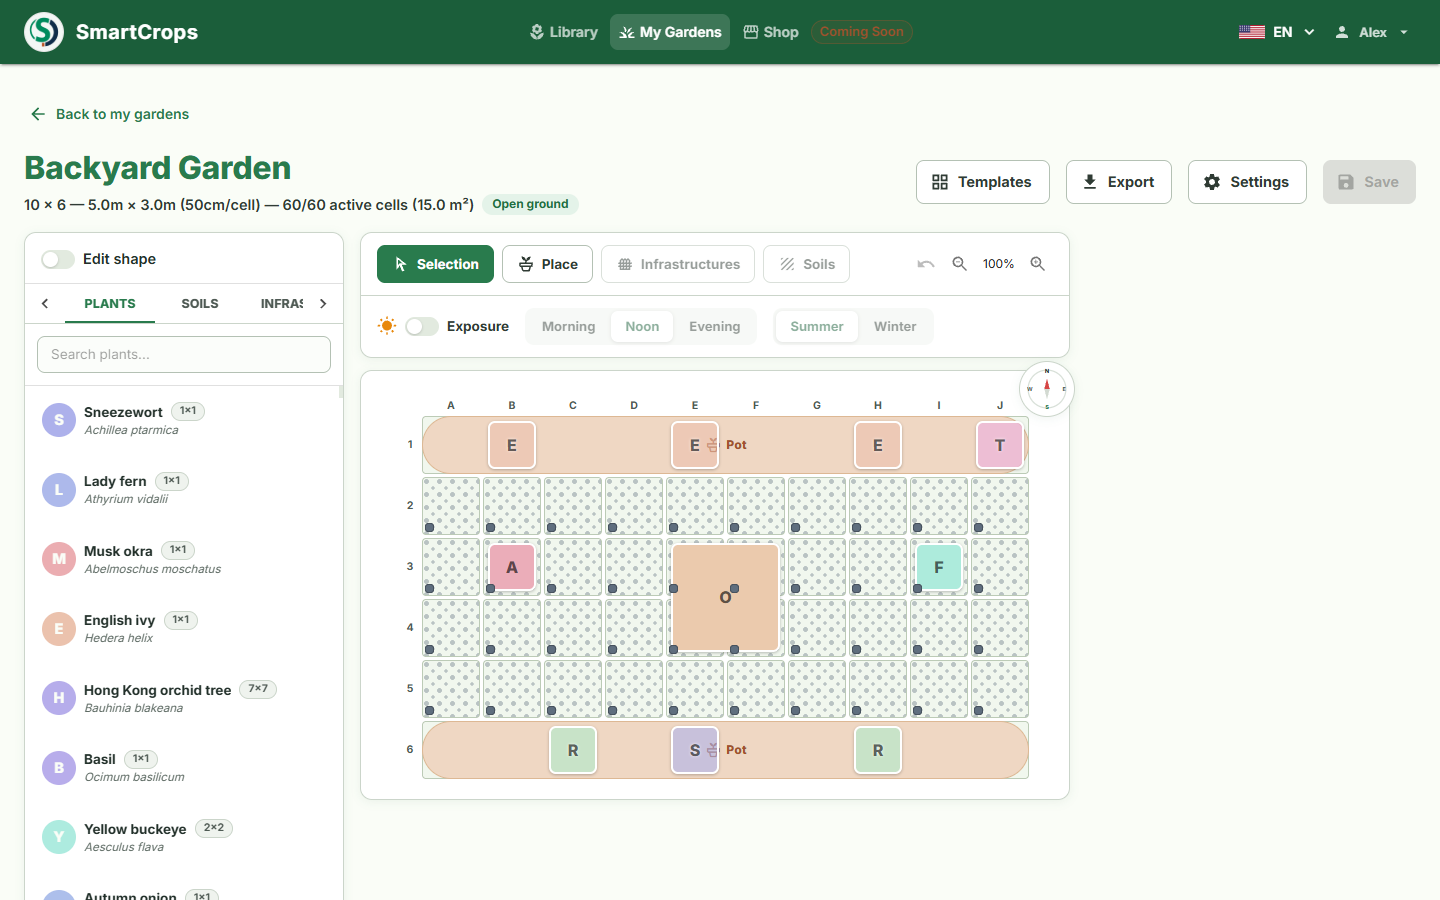 SmartCrops
Library
My Gardens
Shop
Coming Soon
EN
Alex
Back to my gardens
Backyard Garden
10 × 6 — 5.0m × 3.0m (50cm/cell) — 60/60 active cells (15.0 m²)
Open ground
Templates
Export
Settings
Save
Edit shape
PLANTS
SOILS
INFRAS
Search plants...
S
Sneezewort 1×1
Achillea ptarmica
L
Lady fern 1×1
Athyrium vidalii
M
Musk okra 1×1
Abelmoschus moschatus
E
English ivy 1×1
Hedera helix
H
Hong Kong orchid tree 7×7
Bauhinia blakeana
B
Basil 1×1
Ocimum basilicum
Y
Yellow buckeye 2×2
Aesculus flava
Autumn onion 1×1
Selection
Place
Infrastructures
Soils
100%
Exposure
Morning
Noon
Evening
Summer
Winter
N
W E
S
A B C D E F G H I J
1 E E Pot E T
2
3 A F
O
4
5
6 R S Pot R